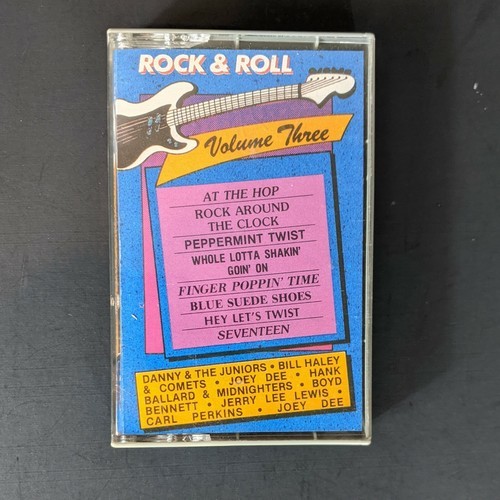 ROCK & ROLL
Volume Three
AT THE HOP
ROCK AROUND
THE CLOCK
PEPPERMINT TWIST
WHOLE LOTTA SHAKIN'
GOIN' ON
FINGER POPPIN' TIME
BLUE SUEDE SHOES
HEY LET'S TWIST
SEVENTEEN
DANNY & THE JUNIORS • BILL HALEY
& COMETS • JOEY DEE • HANK
BALLARD & MIDNIGHTERS • BOYD
BENNETT • JERRY LEE LEWIS •
CARL PERKINS • JOEY DEE